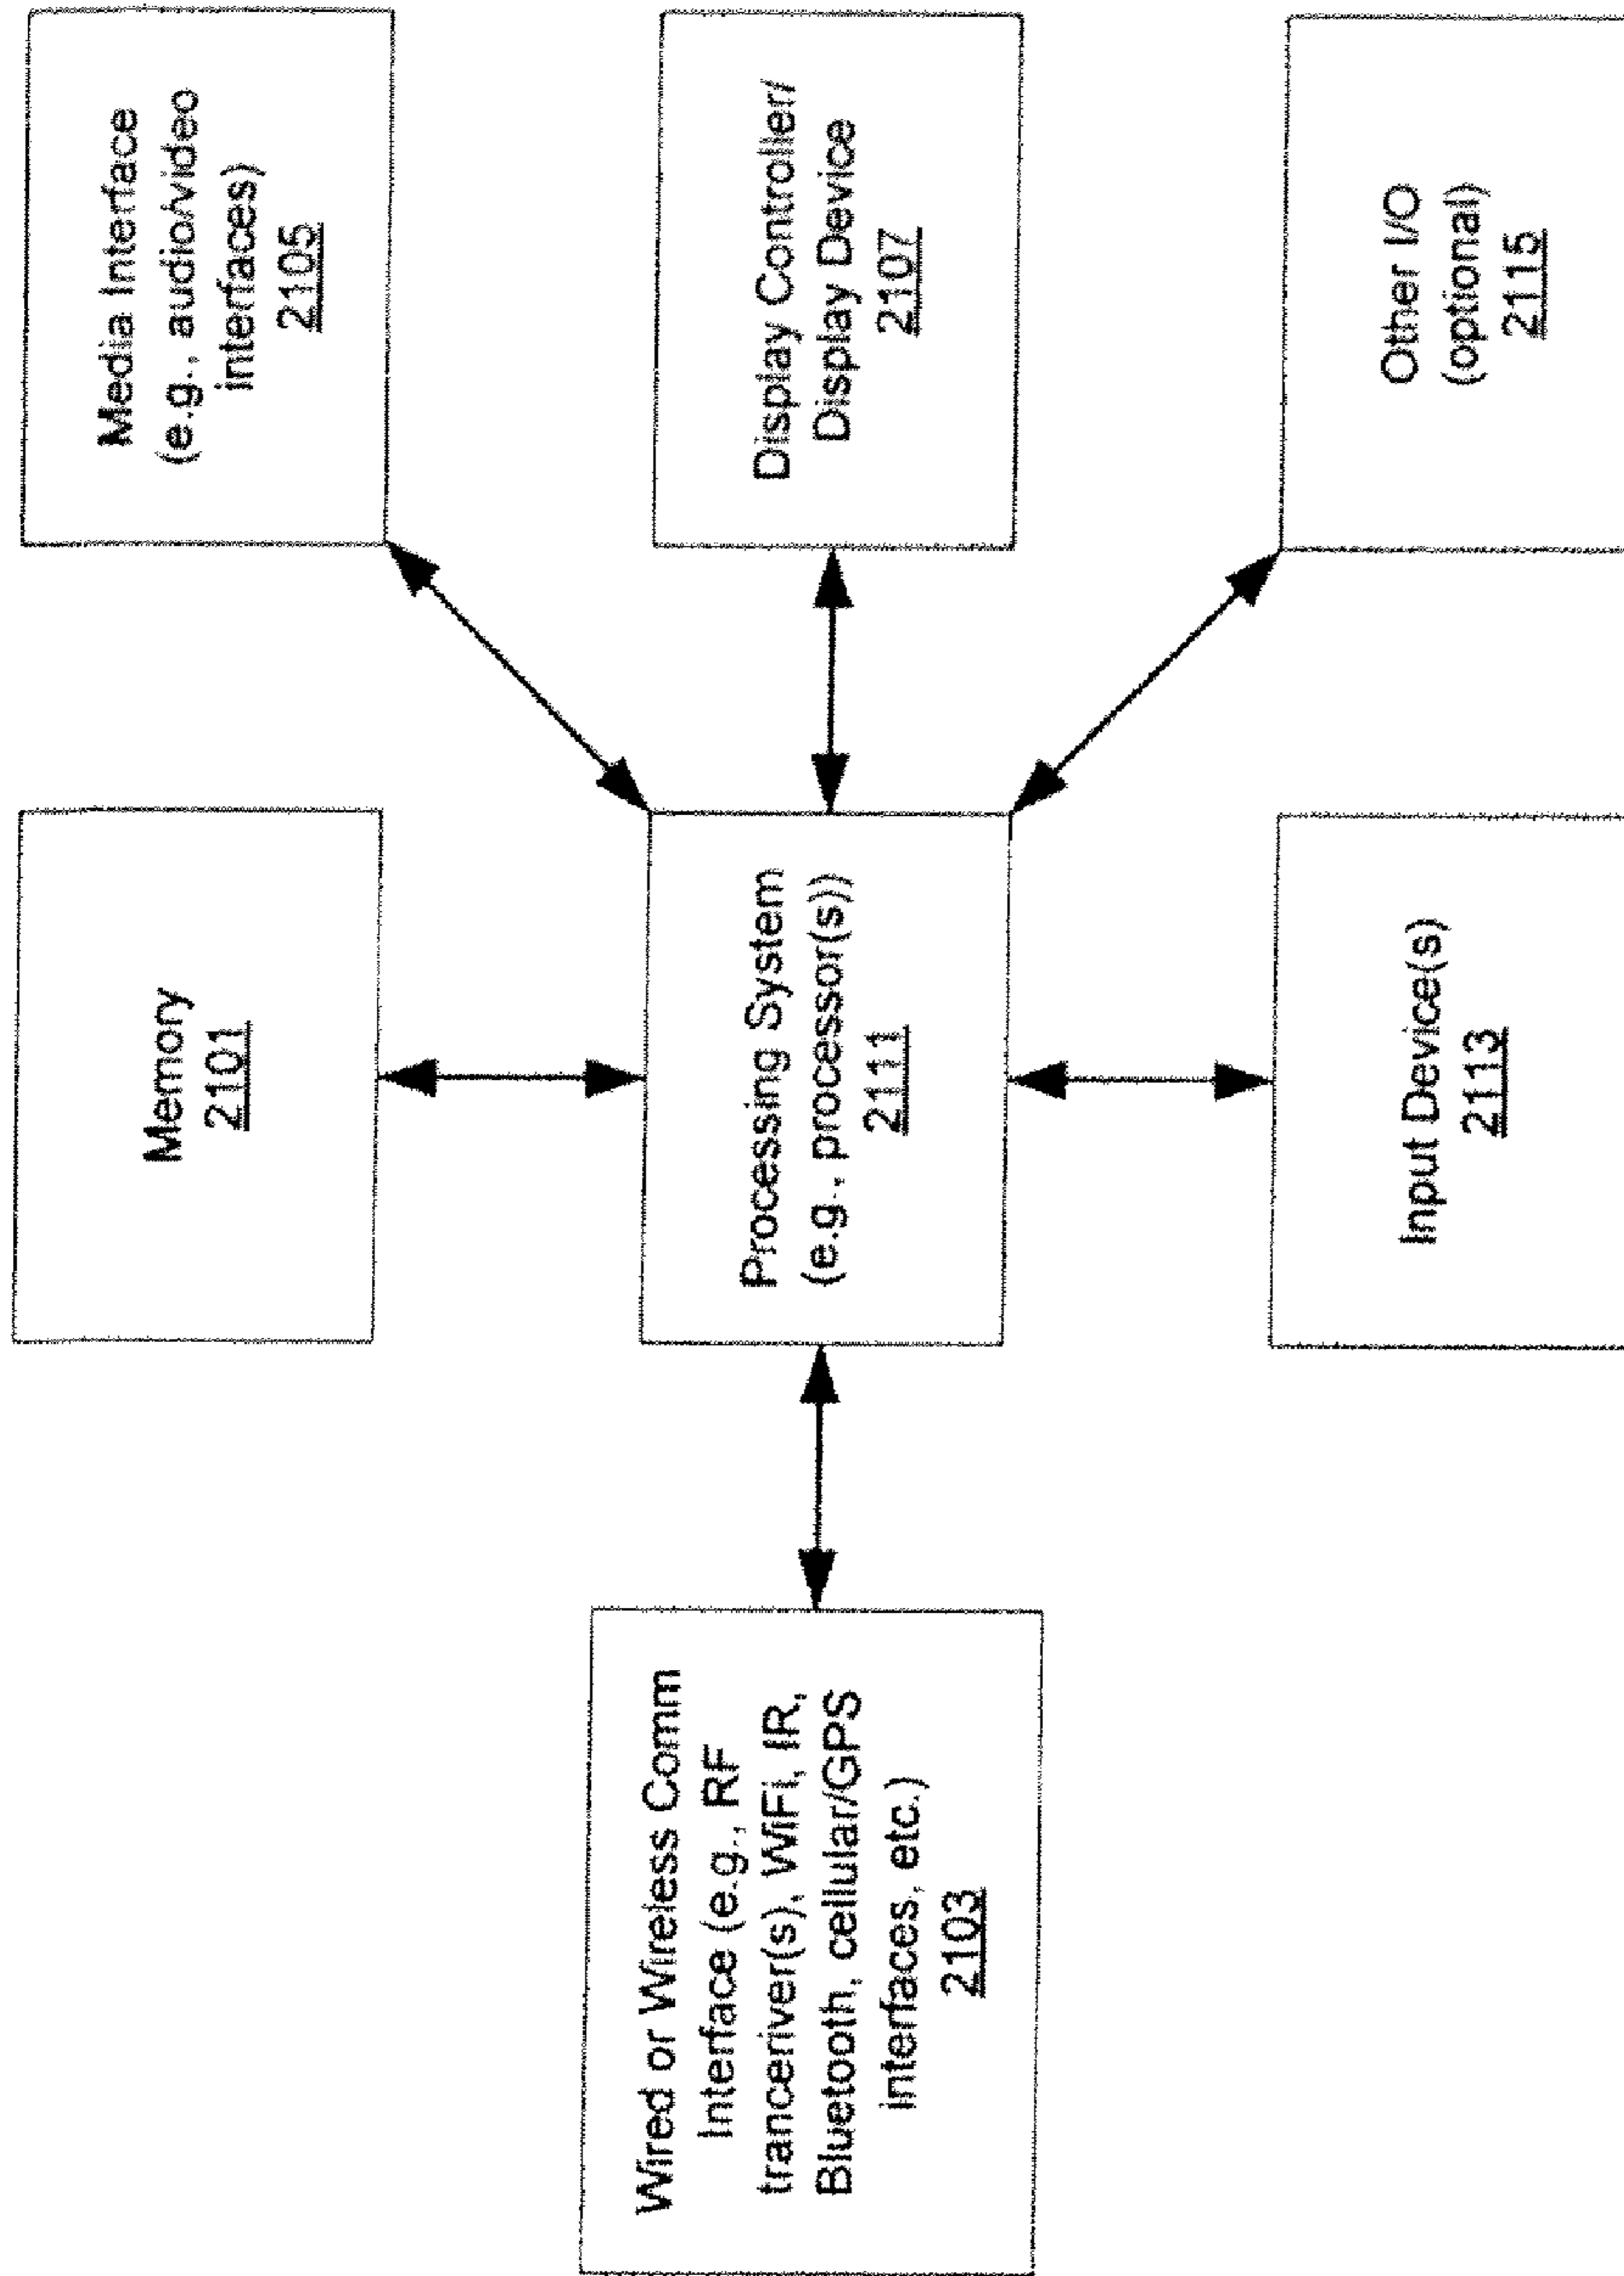 Memory
2101
Media Interface
(e.g., audio/video
interfaces)
2105
Wired or Wireless Comm
Interface (e.g., RF
tranceriver(s), WiFi, IR,
Bluetooth, cellular/GPS
interfaces, etc.)
2103
Processing System
(e.g., processor(s))
2111
Display Controller/
Display Device
2107
Input Device(s)
2113
Other I/O
(optional)
2115